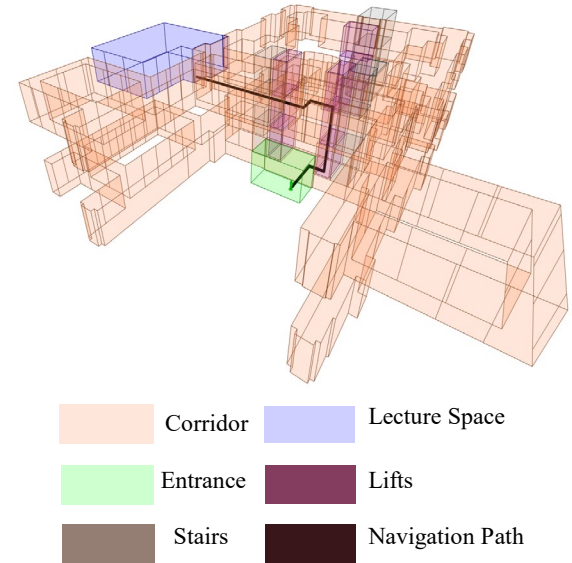 Corridor
Lecture Space
Entrance
Lifts
Stairs
Navigation Path